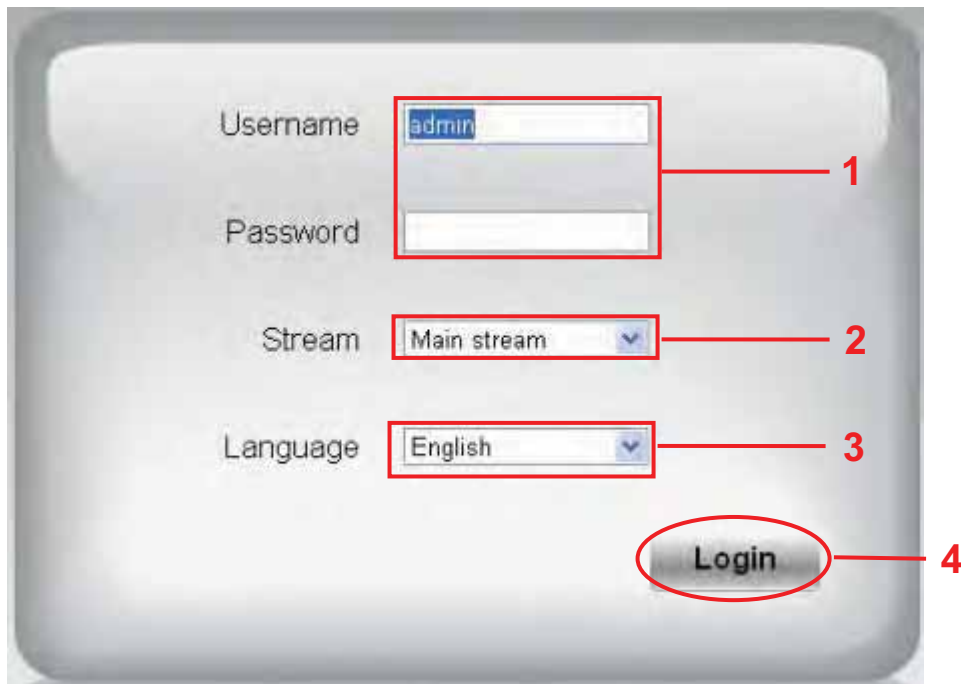 Username admin
1
Password
Stream Main stream 2
Language English 3
Login 4